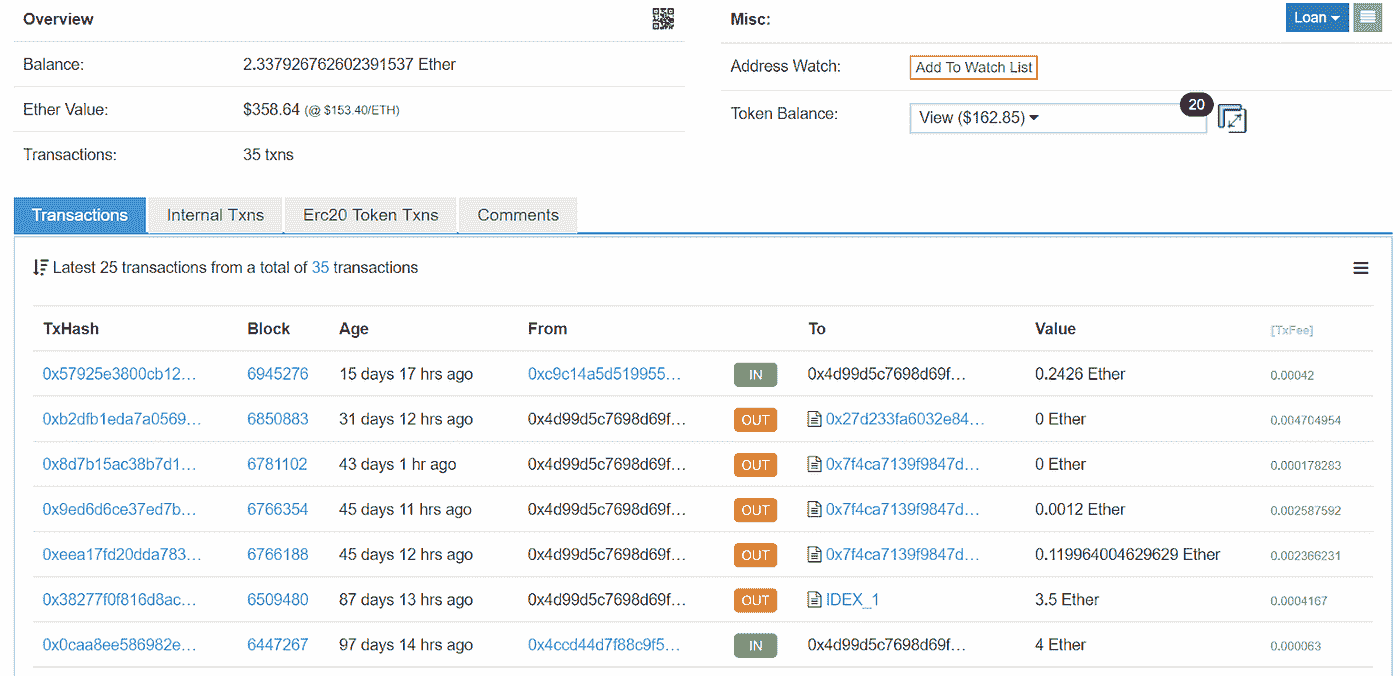 Overview
Misc:
Loan
Balance: 2.337926762602391537 Ether
Address Watch: Add To Watch List
Ether Value: $358.64 (@ $153.40/ETH)
Token Balance: View ($162.85) 20
Transactions: 35 txns
Transactions Internal Txns Erc20 Token Txns Comments
Latest 25 transactions from a total of 35 transactions
TxHash Block Age From To Value [TxFee]
0x57925e3800cb12... 6945276 15 days 17 hrs ago 0xc9c14a5d519955... IN 0x4d99d5c7698d69f... 0.2426 Ether 0.00042
0xb2dfb1eda7a0569... 6850883 31 days 12 hrs ago 0x4d99d5c7698d69f... OUT 0x27d233fa6032e84... 0 Ether 0.004704954
0x8d7b15ac38b7d1... 6781102 43 days 1 hr ago 0x4d99d5c7698d69f... OUT 0x7f4ca7139f9847d... 0 Ether 0.000178283
0x9ed6d6ce37ed7b... 6766354 45 days 11 hrs ago 0x4d99d5c7698d69f... OUT 0x7f4ca7139f9847d... 0.0012 Ether 0.002587592
0xeea17fd20dda783... 6766188 45 days 12 hrs ago 0x4d99d5c7698d69f... OUT 0x7f4ca7139f9847d... 0.119964004629629 Ether 0.002366231
0x38277f0f816d8ac... 6509480 87 days 13 hrs ago 0x4d99d5c7698d69f... OUT IDEX_1 3.5 Ether 0.0004167
0x0caa8ee586982e... 6447267 97 days 14 hrs ago 0x4ccd44d7f88c9f5... IN 0x4d99d5c7698d69f... 4 Ether 0.000063